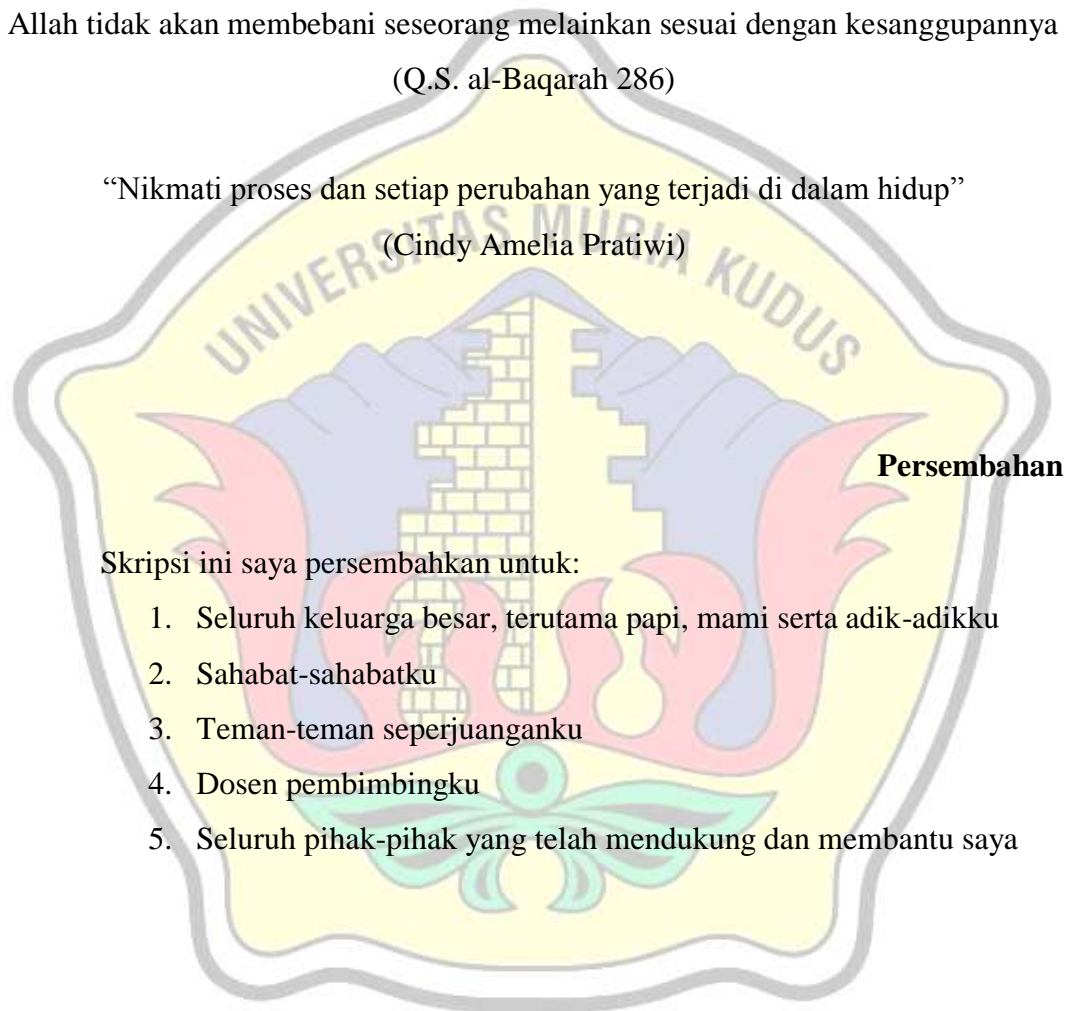 Allah tidak akan membebani seseorang melainkan sesuai dengan kesanggupannya
(Q.S. al-Baqarah 286)
“Nikmati proses dan setiap perubahan yang terjadi di dalam hidup”
(Cindy Amelia Pratiwi)
UNIVERSITAS MURIA KUDUS
Persembahan
Skripsi ini saya persembahkan untuk:
1. Seluruh keluarga besar, terutama papi, mami serta adik-adikku
2. Sahabat-sahabatku
3. Teman-teman seperjuanganku
4. Dosen pembimbingku
5. Seluruh pihak-pihak yang telah mendukung dan membantu saya